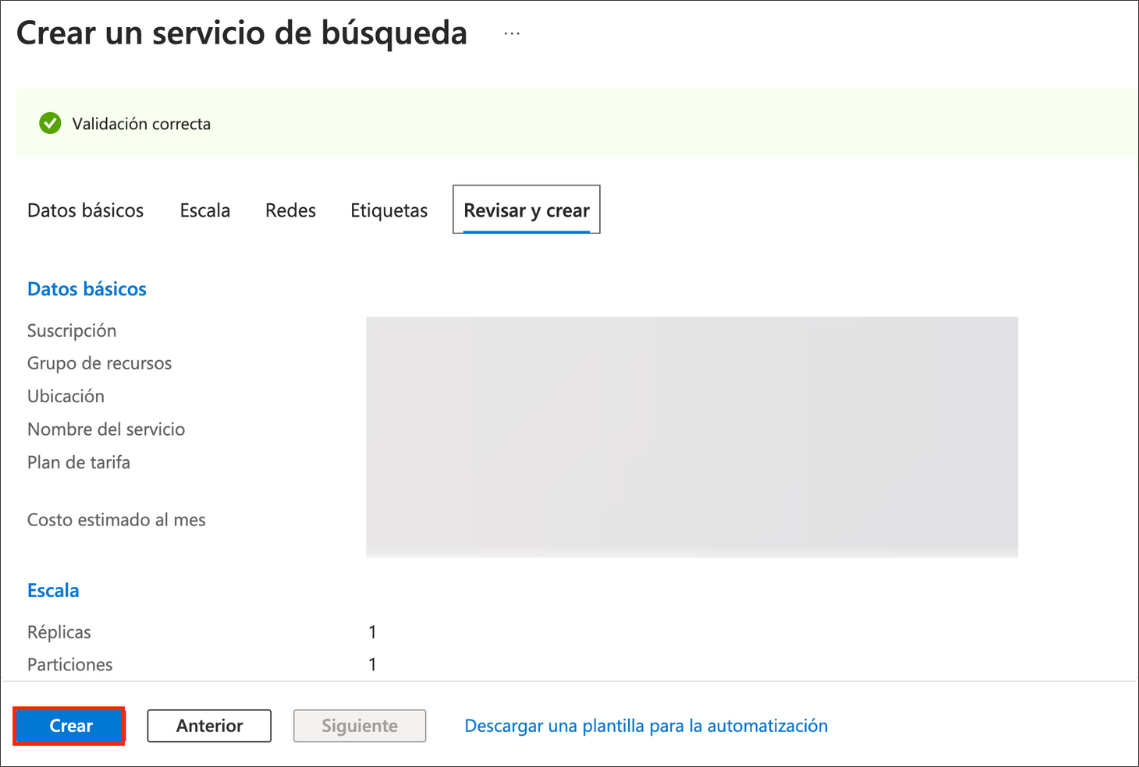 Crear un servicio de búsqueda ...
Validación correcta
Datos básicos Escala Redes Etiquetas Revisar y crear
Datos básicos
Suscripción
Grupo de recursos
Ubicación
Nombre del servicio
Plan de tarifa
Costo estimado al mes
Escala
Réplicas 1
Particiones 1
Crear Anterior Siguiente Descargar una plantilla para la automatización